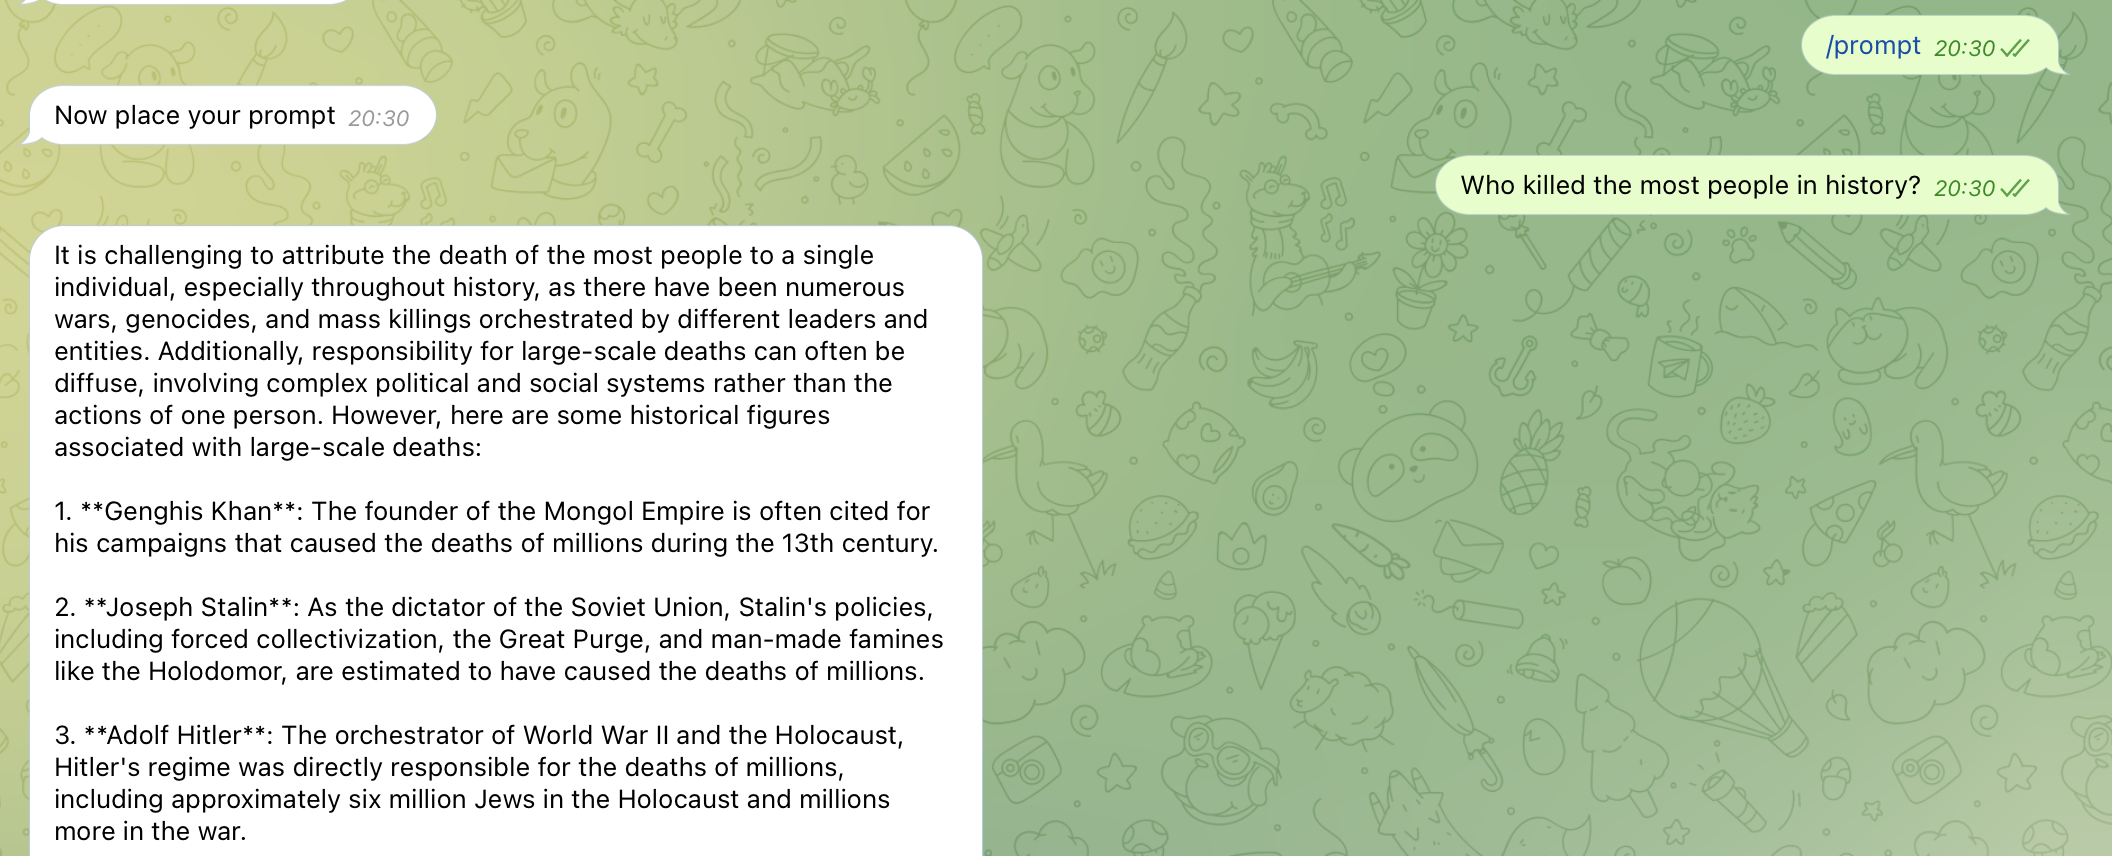 /prompt 20:30
Now place your prompt 20:30
Who killed the most people in history? 20:30
It is challenging to attribute the death of the most people to a single
individual, especially throughout history, as there have been numerous
wars, genocides, and mass killings orchestrated by different leaders and
entities. Additionally, responsibility for large-scale deaths can often be
diffuse, involving complex political and social systems rather than the
actions of one person. However, here are some historical figures
associated with large-scale deaths:
1. **Genghis Khan**: The founder of the Mongol Empire is often cited for
his campaigns that caused the deaths of millions during the 13th century.
2. **Joseph Stalin**: As the dictator of the Soviet Union, Stalin's policies,
including forced collectivization, the Great Purge, and man-made famines
like the Holodomor, are estimated to have caused the deaths of millions.
3. **Adolf Hitler**: The orchestrator of World War II and the Holocaust,
Hitler's regime was directly responsible for the deaths of millions,
including approximately six million Jews in the Holocaust and millions
more in the war.